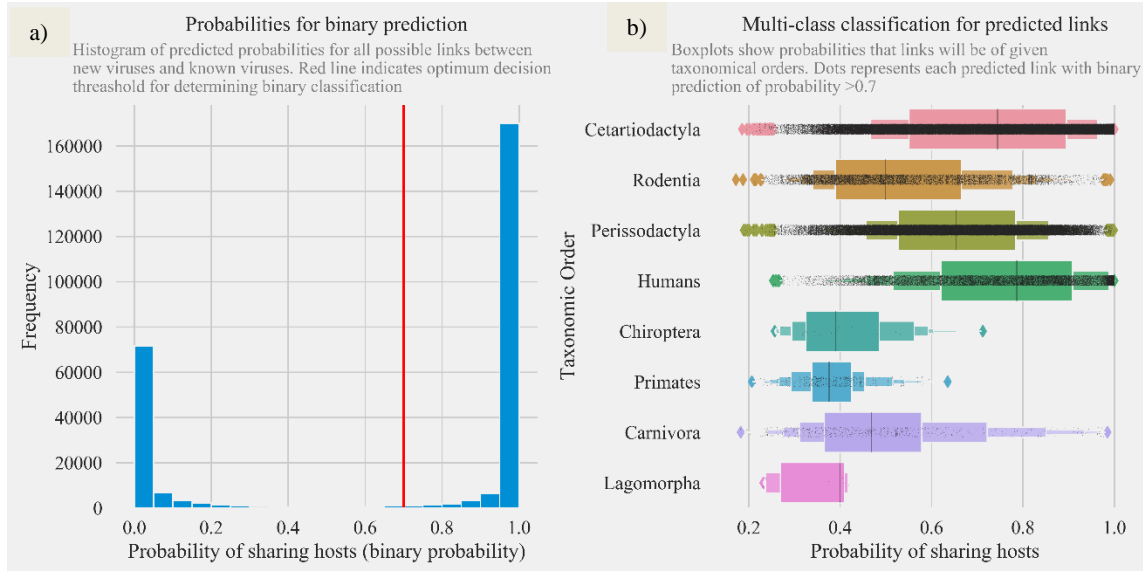 a)
Probabilities for binary prediction
Histogram of predicted probabilities for all possible links between
new viruses and known viruses. Red line indicates optimum decision
threashold for determining binary classification
Frequency
160000
140000
120000
100000
80000
60000
40000
20000
0
0.0 0.2 0.4 0.6 0.8 1.0
Probability of sharing hosts (binary probability)
b)
Multi-class classification for predicted links
Boxplots show probabilities that links will be of given
taxonomical orders. Dots represents each predicted link with binary
prediction of probability >0.7
Taxonomic Order
Cetartiodactyla
Rodentia
Perissodactyla
Humans
Chiroptera
Primates
Carnivora
Lagomorpha
0.2 0.4 0.6 0.8 1.0
Probability of sharing hosts